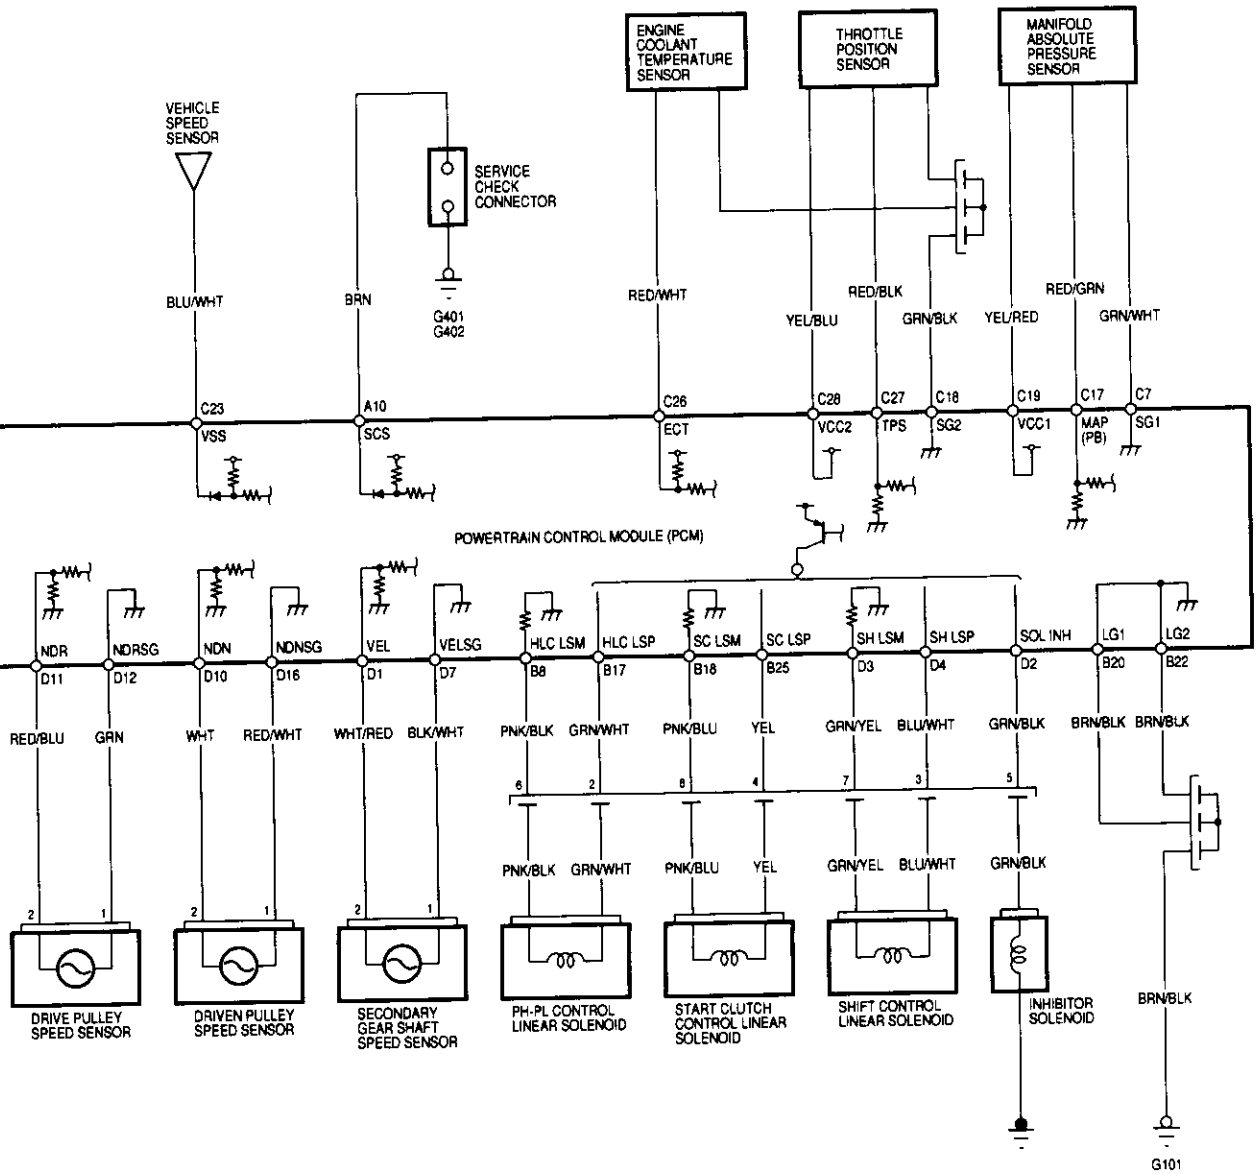 ENGINE
COOLANT
TEMPERATURE
SENSOR
THROTTLE
POSITION
SENSOR
MANIFOLD
ABSOLUTE
PRESSURE
SENSOR
VEHICLE
SPEED
SENSOR
SERVICE
CHECK
CONNECTOR
BLU/WHT
BRN
G401
G402
RED/WHT
YEL/BLU
RED/BLK
GRN/BLK
YEL/RED
RED/GRN
GRN/WHT
C23
A10
C26
C28
C27
C18
C19
C17
C7
VSS
SCS
ECT
VCC2
TPS
SG2
VCC1
MAP
(PB)
SG1
POWERTRAIN CONTROL MODULE (PCM)
NDR
NDRSG
NDN
NDNSG
VEL
VELSG
HLC LSM
HLC LSP
SC LSM
SC LSP
SH LSM
SH LSP
SOL INH
LG1
LG2
D11
D12
D10
D16
D1
D7
B8
B17
B18
B25
D3
D4
D2
B20
B22
RED/BLU
GRN
WHT
RED/WHT
WHT/RED
BLK/WHT
PNK/BLK
GRN/WHT
PNK/BLU
YEL
GRN/YEL
BLU/WHT
GRN/BLK
BRN/BLK
BRN/BLK
6
2
8
4
7
3
5
PNK/BLK
GRN/WHT
PNK/BLU
YEL
GRN/YEL
BLU/WHT
GRN/BLK
2
1
2
1
2
1
DRIVE PULLEY
SPEED SENSOR
DRIVEN PULLEY
SPEED SENSOR
SECONDARY
GEAR SHAFT
SPEED SENSOR
PH-PL CONTROL
LINEAR SOLENOID
START CLUTCH
CONTROL LINEAR
SOLENOID
SHIFT CONTROL
LINEAR SOLENOID
INHIBITOR
SOLENOID
BRN/BLK
G101